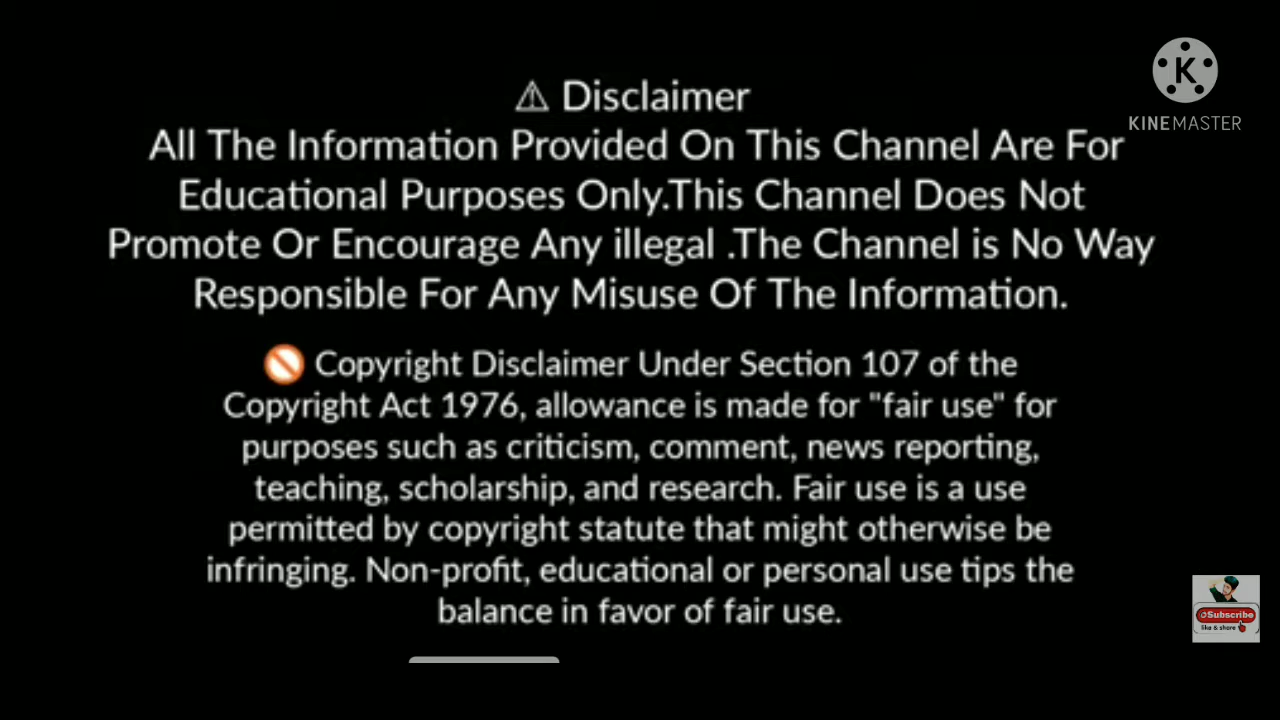 ⚠ Disclaimer
All The Information Provided On This Channel Are For
Educational Purposes Only.This Channel Does Not
Promote Or Encourage Any illegal .The Channel is No Way
Responsible For Any Misuse Of The Information.
Copyright Disclaimer Under Section 107 of the
Copyright Act 1976, allowance is made for "fair use" for
purposes such as criticism, comment, news reporting,
teaching, scholarship, and research. Fair use is a use
permitted by copyright statute that might otherwise be
infringing. Non-profit, educational or personal use tips the
balance in favor of fair use.
K
KINEMASTER
Subscribe
like & share